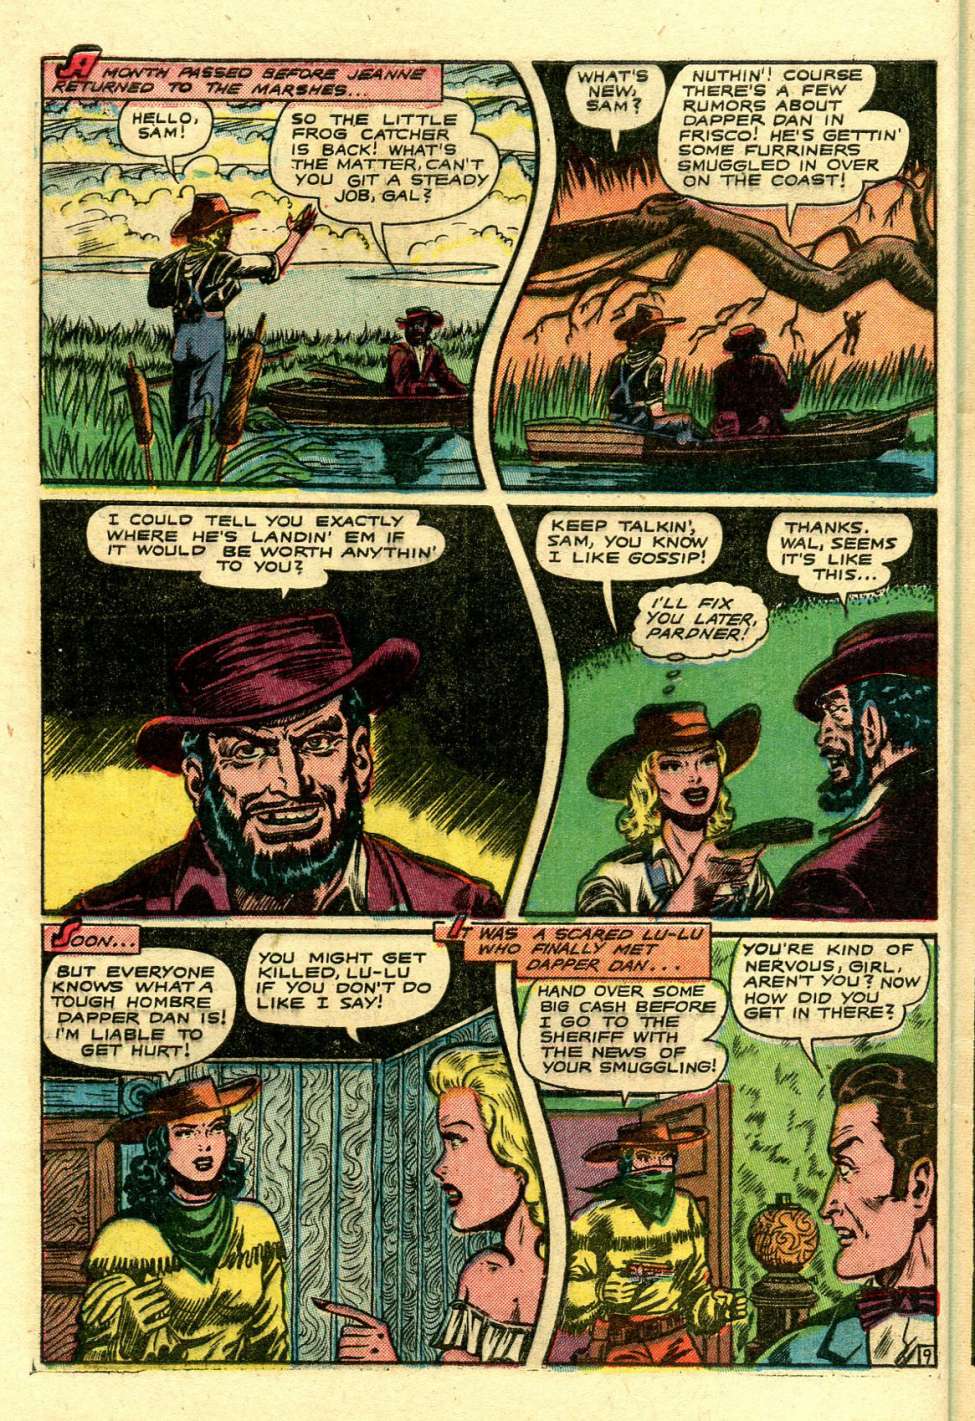 A MONTH PASSED BEFORE JEANNE
RETURNED TO THE MARSHES...
HELLO,
SAM!
SO THE LITTLE
FROG CATCHER
IS BACK! WHAT'S
THE MATTER, CAN'T
YOU GIT A STEADY
JOB, GAL?
WHAT'S
NEW,
SAM?
NUTHIN'! COURSE
THERE'S A FEW
RUMORS ABOUT
DAPPER DAN IN
FRISCO! HE'S GETTIN'
SOME FURRINERS
SMUGGLED IN OVER
ON THE COAST!
I COULD TELL YOU EXACTLY
WHERE HE'S LANDIN' EM IF
IT WOULD BE WORTH ANYTHIN'
TO YOU?
KEEP TALKIN',
SAM, YOU KNOW
I LIKE GOSSIP!
I'LL FIX
YOU LATER,
PARDNER!
THANKS.
WAL, SEEMS
IT'S LIKE
THIS...
SOON...
BUT EVERYONE
KNOWS WHAT A
TOUGH HOMBRE
DAPPER DAN IS!
I'M LIABLE TO
GET HURT!
YOU MIGHT GET
KILLED, LU-LU
IF YOU DON'T DO
LIKE I SAY!
IT WAS A SCARED LU-LU
WHO FINALLY MET
DAPPER DAN...
HAND OVER SOME
BIG CASH BEFORE
I GO TO THE
SHERIFF WITH
THE NEWS OF
YOUR SMUGGLING!
YOU'RE KIND OF
NERVOUS, GIRL,
AREN'T YOU? NOW
HOW DID YOU
GET IN THERE?
9